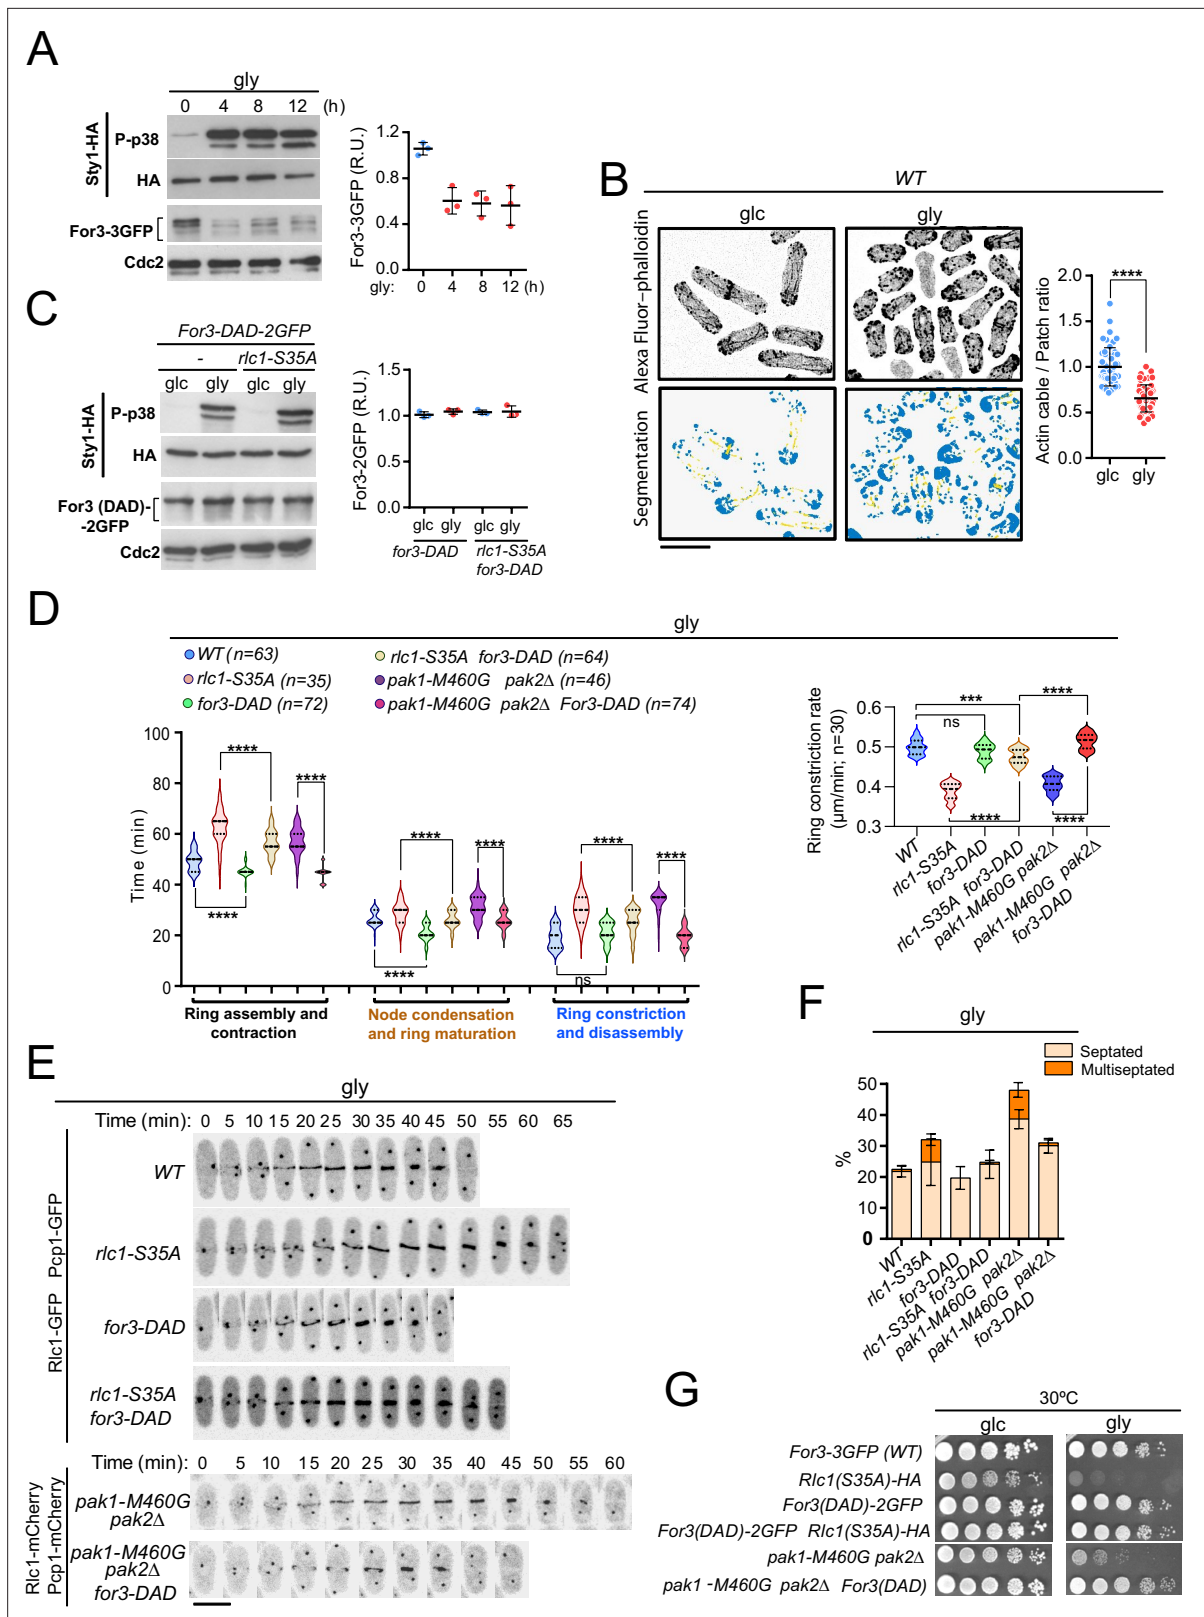 A
gly
0 4 8 12 (h)
Sty1-HA
P-p38
HA
For3-3GFP
Cdc2
For3-3GFP (R.U.)
1.2
0.8
0.4
0.0
0 4 8 12 (h)
gly:
B
WT
glc gly
Alexa Fluor-phalloidin
Segmentation
Actin cable / Patch ratio
2.0
1.5
1.0
0.5
0.0
****
glc gly
C
For3-DAD-2GFP
- rlc1-S35A
glc gly glc gly
Sty1-HA
P-p38
HA
For3 (DAD)-
-2GFP
Cdc2
For3-2GFP (R.U.)
1.5
1.0
0.5
0.0
glc gly glc gly
for3-DAD rlc1-S35A
for3-DAD
D
gly
WT (n=63)
rlc1-S35A (n=35)
for3-DAD (n=72)
rlc1-S35A for3-DAD (n=64)
pak1-M460G pak2Δ (n=46)
pak1-M460G pak2Δ For3-DAD (n=74)
Time (min)
100
80
60
40
20
0
**** **** ****
**** **** ****
**** **** ns
Ring assembly and
contraction
Node condensation
and ring maturation
Ring constriction
and disassembly
Ring constriction rate
(µm/min; n=30)
0.6
0.5
0.4
0.3
*** ****
ns
**** ****
WT
rlc1-S35A
for3-DAD
rlc1-S35A for3-DAD
pak1-M460G pak2Δ
pak1-M460G pak2Δ
for3-DAD
E
gly
Time (min): 0 5 10 15 20 25 30 35 40 45 50 55 60 65
Rlc1-GFP Pcp1-GFP
WT
rlc1-S35A
for3-DAD
rlc1-S35A
for3-DAD
Time (min): 0 5 10 15 20 25 30 35 40 45 50 55 60
Rlc1-mCherry
Pcp1-mCherry
pak1-M460G
pak2Δ
pak1-M460G
pak2Δ
for3-DAD
F
gly
Septated
Multiseptated
%
50
40
30
20
10
0
WT
rlc1-S35A
for3-DAD
rlc1-S35A for3-DAD
pak1-M460G pak2Δ
pak1-M460G pak2Δ
for3-DAD
G
30ºC
glc gly
For3-3GFP (WT)
Rlc1(S35A)-HA
For3(DAD)-2GFP
For3(DAD)-2GFP Rlc1(S35A)-HA
pak1-M460G pak2Δ
pak1-M460G pak2Δ For3(DAD)